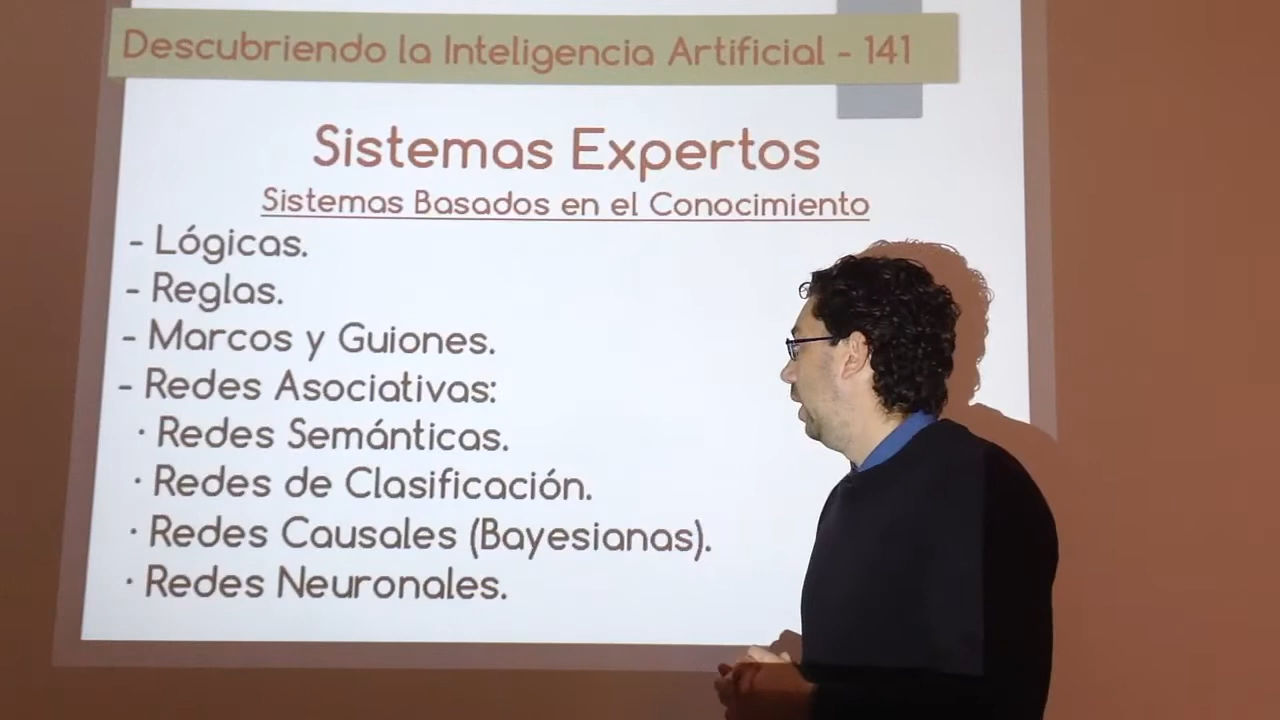 Descubriendo la Inteligencia Artificial - 141
Sistemas Expertos
Sistemas Basados en el Conocimiento
- Lógicas.
- Reglas.
- Marcos y Guiones.
- Redes Asociativas:
· Redes Semánticas.
· Redes de Clasificación.
· Redes Causales (Bayesianas).
· Redes Neuronales.